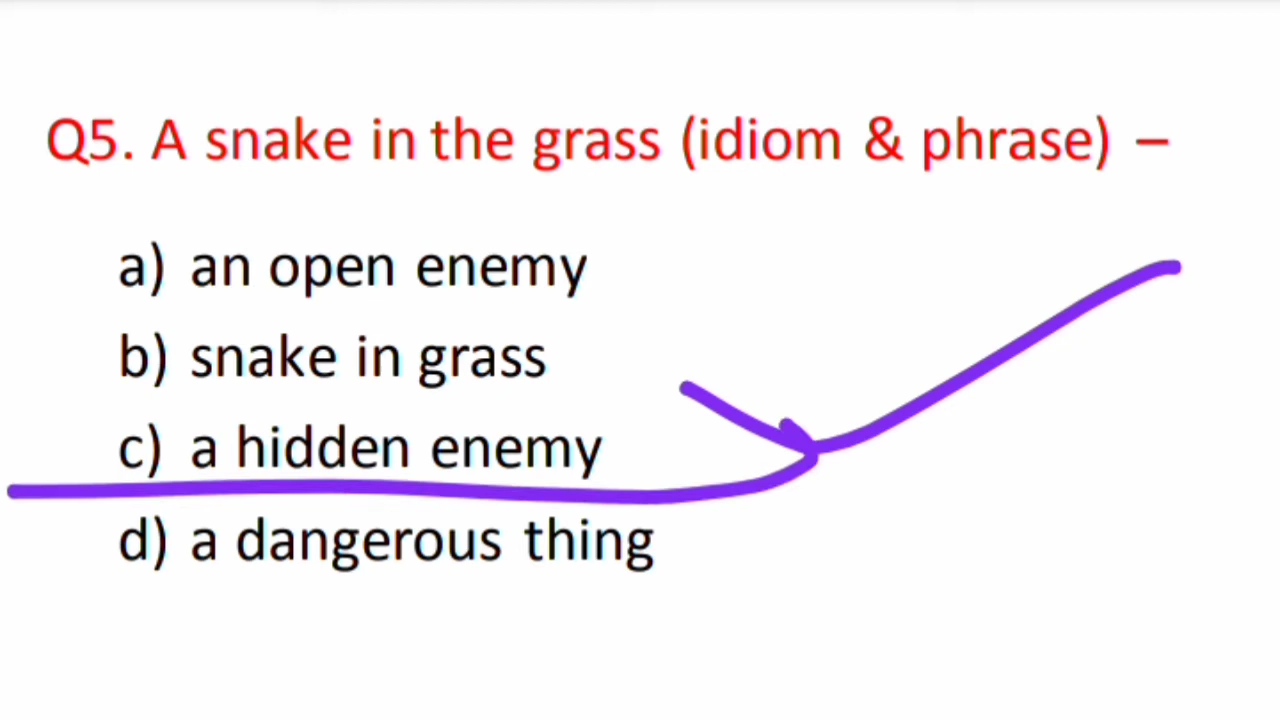 Q5. A snake in the grass (idiom & phrase) –
a) an open enemy
b) snake in grass
c) a hidden enemy
d) a dangerous thing